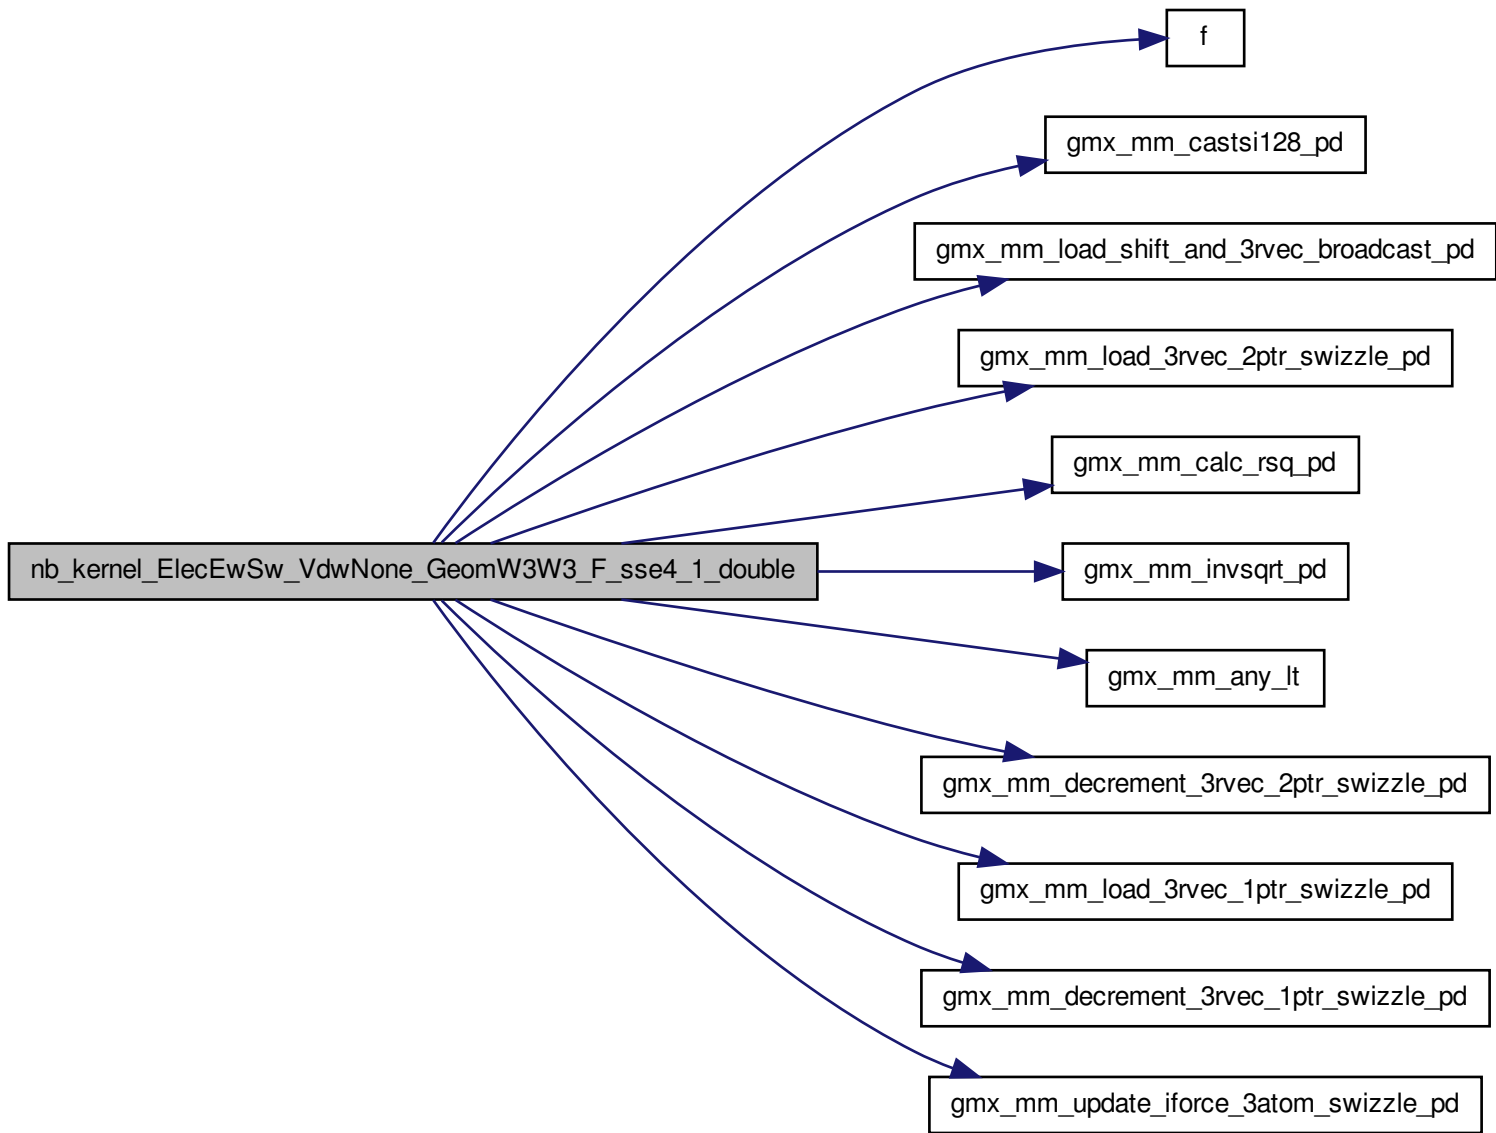 f
gmx_mm_castsi128_pd
gmx_mm_load_shift_and_3rvec_broadcast_pd
gmx_mm_load_3rvec_2ptr_swizzle_pd
gmx_mm_calc_rsq_pd
nb_kernel_ElecEwSw_VdwNone_GeomW3W3_F_sse4_1_double
gmx_mm_invsqrt_pd
gmx_mm_any_lt
gmx_mm_decrement_3rvec_2ptr_swizzle_pd
gmx_mm_load_3rvec_1ptr_swizzle_pd
gmx_mm_decrement_3rvec_1ptr_swizzle_pd
gmx_mm_update_iforce_3atom_swizzle_pd